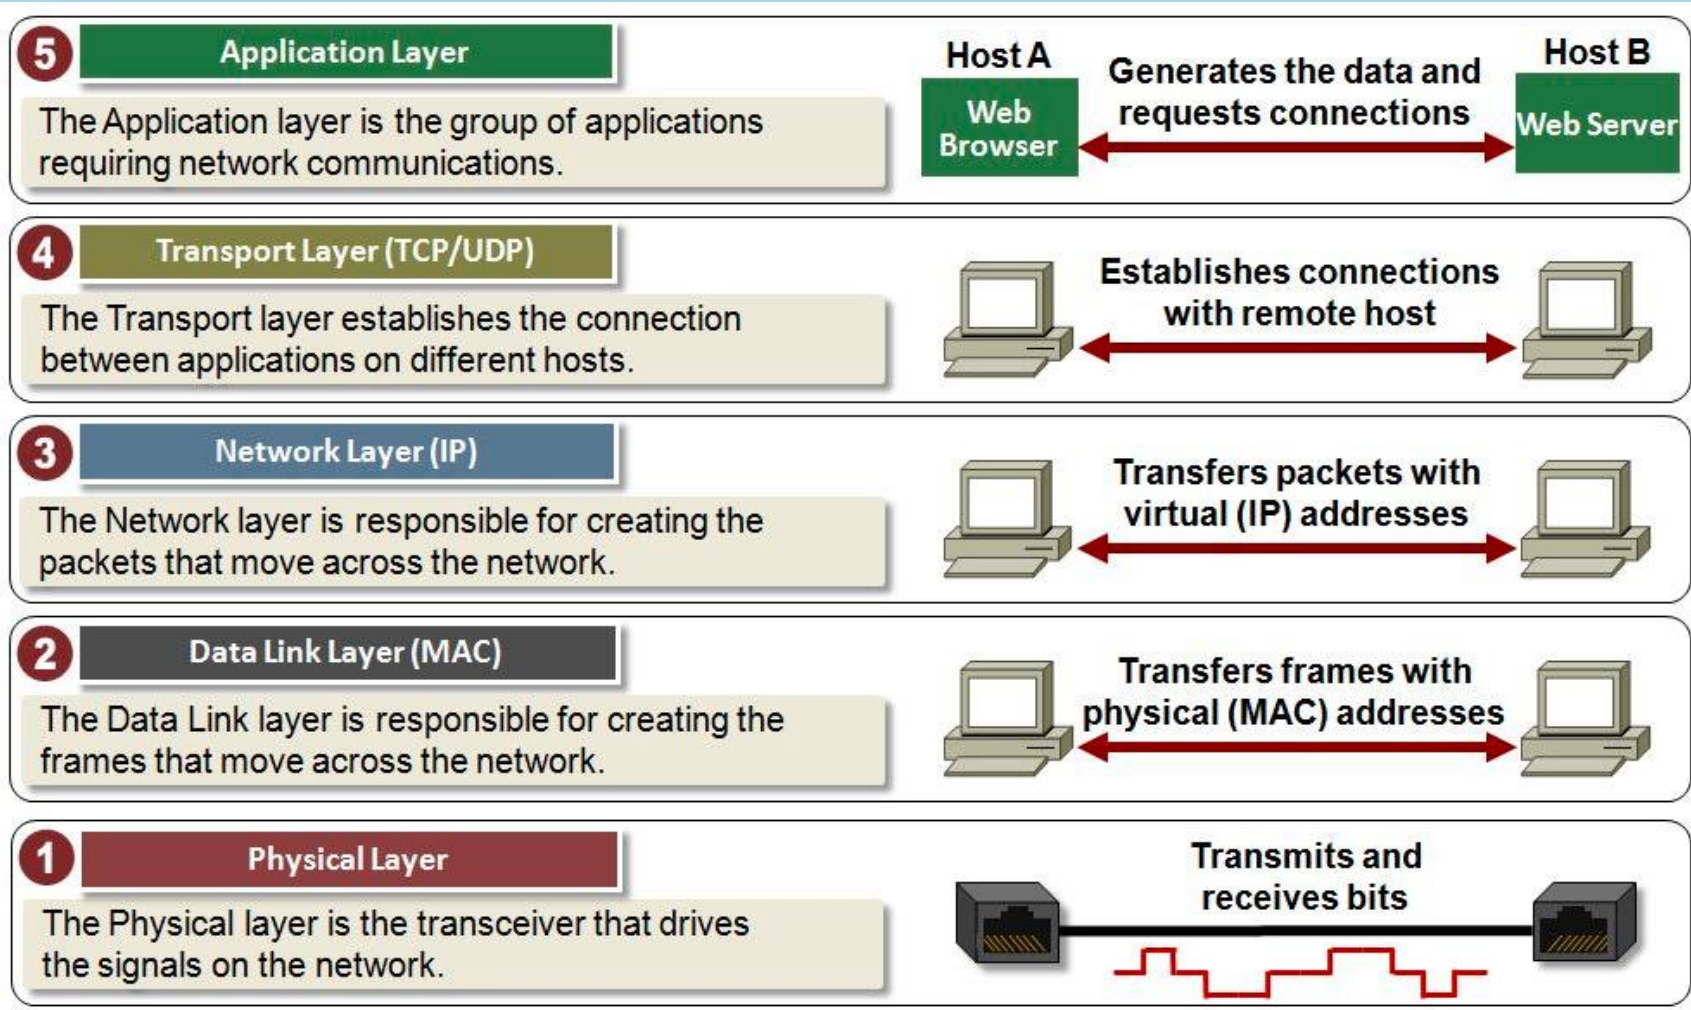 5
Application Layer
The Application layer is the group of applications
requiring network communications.
Host A
Web
Browser
Generates the data and
requests connections
Host B
Web Server
4
Transport Layer (TCP/UDP)
The Transport layer establishes the connection
between applications on different hosts.
Establishes connections
with remote host
3
Network Layer (IP)
The Network layer is responsible for creating the
packets that move across the network.
Transfers packets with
virtual (IP) addresses
2
Data Link Layer (MAC)
The Data Link layer is responsible for creating the
frames that move across the network.
Transfers frames with
physical (MAC) addresses
1
Physical Layer
The Physical layer is the transceiver that drives
the signals on the network.
Transmits and
receives bits